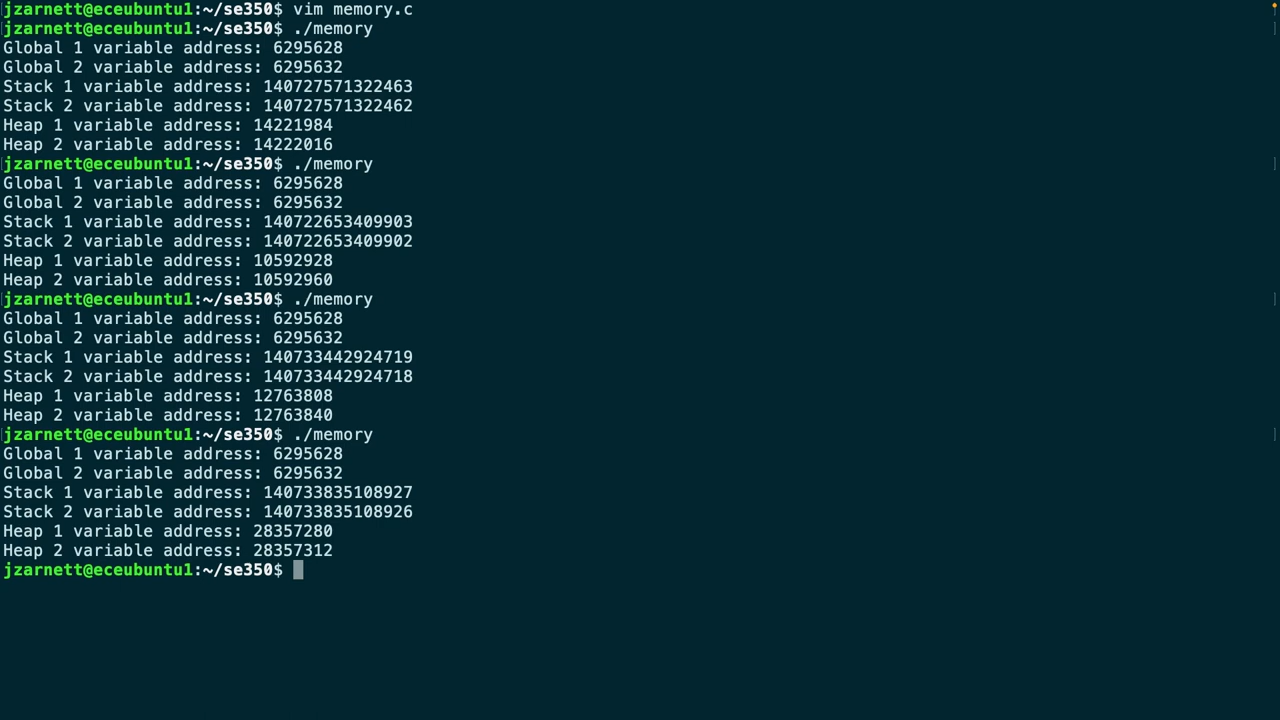 jzarnett@eceubuntu1:~/se350$ vim memory.c
jzarnett@eceubuntu1:~/se350$ ./memory
Global 1 variable address: 6295628
Global 2 variable address: 6295632
Stack 1 variable address: 140727571322463
Stack 2 variable address: 140727571322462
Heap 1 variable address: 14221984
Heap 2 variable address: 14222016
jzarnett@eceubuntu1:~/se350$ ./memory
Global 1 variable address: 6295628
Global 2 variable address: 6295632
Stack 1 variable address: 140722653409903
Stack 2 variable address: 140722653409902
Heap 1 variable address: 10592928
Heap 2 variable address: 10592960
jzarnett@eceubuntu1:~/se350$ ./memory
Global 1 variable address: 6295628
Global 2 variable address: 6295632
Stack 1 variable address: 140733442924719
Stack 2 variable address: 140733442924718
Heap 1 variable address: 12763808
Heap 2 variable address: 12763840
jzarnett@eceubuntu1:~/se350$ ./memory
Global 1 variable address: 6295628
Global 2 variable address: 6295632
Stack 1 variable address: 140733835108927
Stack 2 variable address: 140733835108926
Heap 1 variable address: 28357280
Heap 2 variable address: 28357312
jzarnett@eceubuntu1:~/se350$